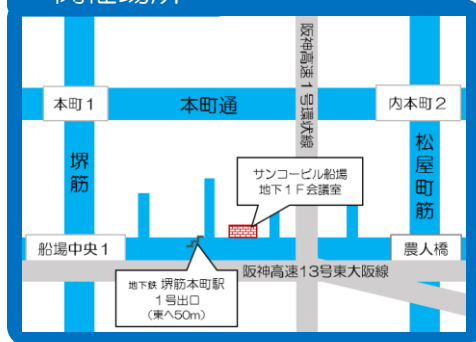 開催場所
阪神高速1号環状線
本町1
本町通
内本町2
堺筋
松屋町筋
サンコービル船場
地下1F会議室
船場中央1
農人橋
阪神高速13号東大阪線
地下鉄 堺筋本町駅
1号出口
(東へ50m)